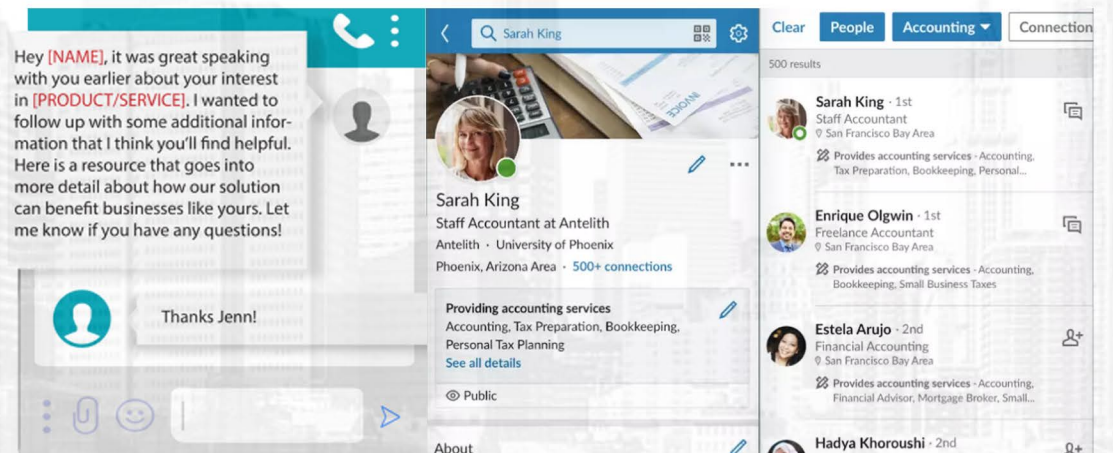 Hey [NAME], it was great speaking
with you earlier about your interest
in [PRODUCT/SERVICE]. I wanted to
follow up with some additional infor-
mation that I think you'll find helpful.
Here is a resource that goes into
more detail about how our solution
can benefit businesses like yours. Let
me know if you have any questions!
Thanks Jenn!
Sarah King
INVOICE
Sarah King
Staff Accountant at Antelith
Antelith · University of Phoenix
Phoenix, Arizona Area · 500+ connections
Providing accounting services
Accounting, Tax Preparation, Bookkeeping,
Personal Tax Planning
See all details
Public
About
Clear People Accounting Connection
500 results
Sarah King · 1st
Staff Accountant
San Francisco Bay Area
Provides accounting services - Accounting,
Tax Preparation, Bookkeeping, Personal...
Enrique Olgwin · 1st
Freelance Accountant
San Francisco Bay Area
Provides accounting services - Accounting,
Bookkeeping, Small Business Taxes
Estela Arujo · 2nd
Financial Accounting
San Francisco Bay Area
Provides accounting services - Accounting,
Financial Advisor, Mortgage Broker, Small...
Hadya Khoroushi · 2nd